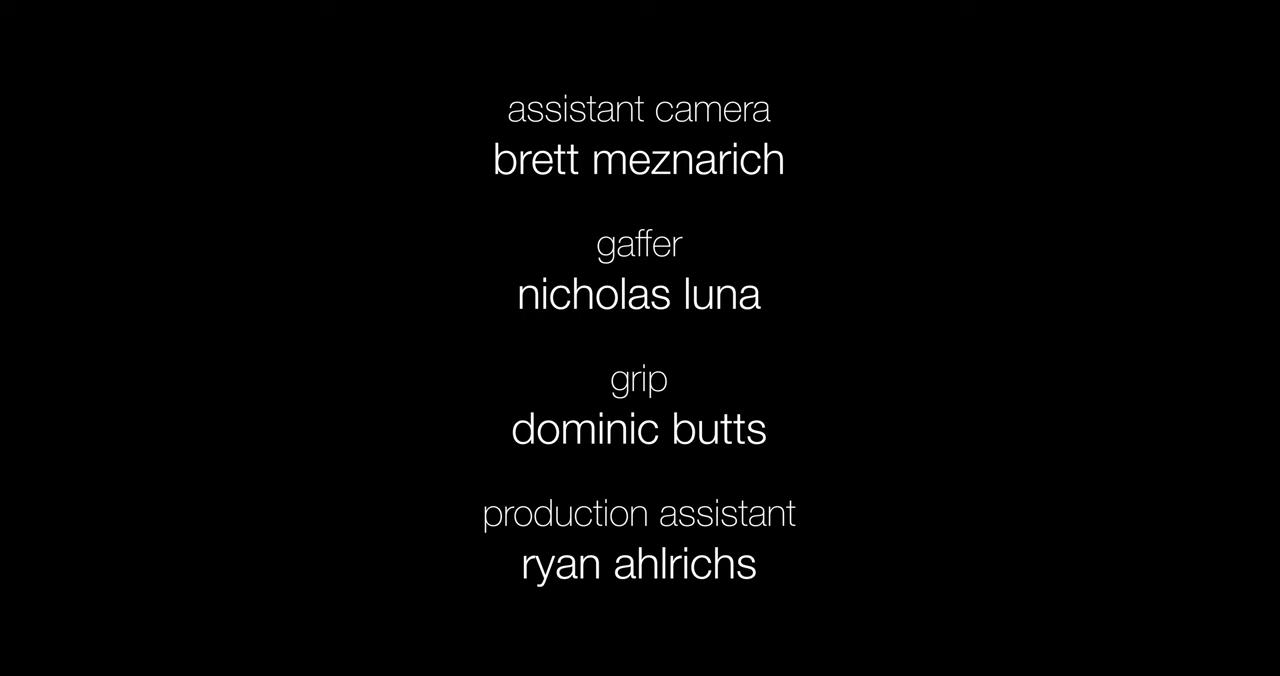 assistant camera
brett meznarich
gaffer
nicholas luna
grip
dominic butts
production assistant
ryan ahlrichs